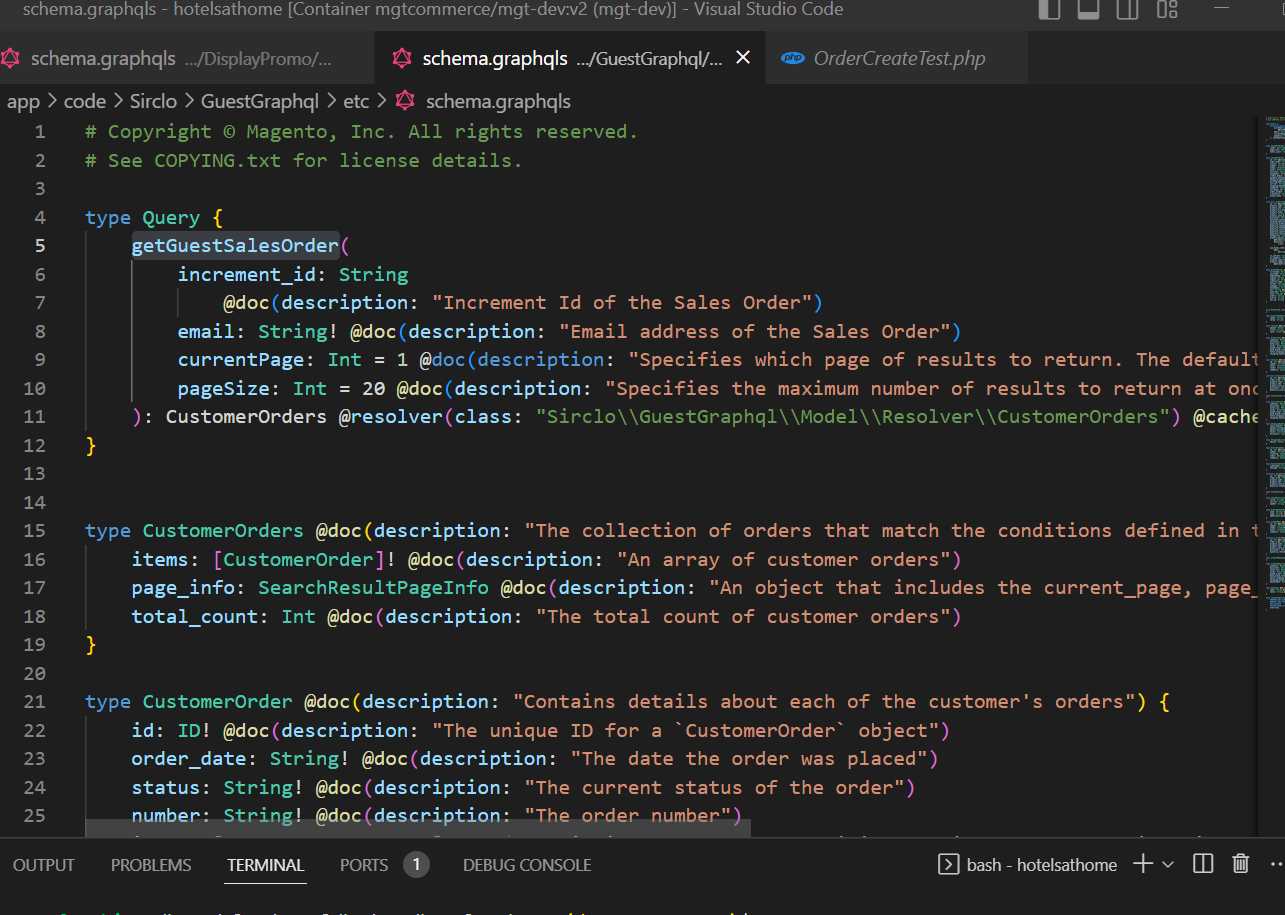 schema.graphqls - hotelsathome [Container mgtcommerce/mgt-dev:v2 (mgt-dev)] - Visual Studio Code
schema.graphqls .../DisplayPromo/... schema.graphqls .../GuestGraphql/... php OrderCreateTest.php
app > code > Sirclo > GuestGraphql > etc > schema.graphqls
1 # Copyright © Magento, Inc. All rights reserved.
2 # See COPYING.txt for license details.
3
4 type Query {
5 getGuestSalesOrder(
6 increment_id: String
7 @doc(description: "Increment Id of the Sales Order")
8 email: String! @doc(description: "Email address of the Sales Order")
9 currentPage: Int = 1 @doc(description: "Specifies which page of results to return. The default
10 pageSize: Int = 20 @doc(description: "Specifies the maximum number of results to return at onc
11 ): CustomerOrders @resolver(class: "Sirclo\\GuestGraphql\\Model\\Resolver\\CustomerOrders") @cache
12 }
13
14
15 type CustomerOrders @doc(description: "The collection of orders that match the conditions defined in t
16 items: [CustomerOrder]! @doc(description: "An array of customer orders")
17 page_info: SearchResultPageInfo @doc(description: "An object that includes the current_page, page_
18 total_count: Int @doc(description: "The total count of customer orders")
19 }
20
21 type CustomerOrder @doc(description: "Contains details about each of the customer's orders") {
22 id: ID! @doc(description: "The unique ID for a `CustomerOrder` object")
23 order_date: String! @doc(description: "The date the order was placed")
24 status: String! @doc(description: "The current status of the order")
25 number: String! @doc(description: "The order number")
OUTPUT PROBLEMS TERMINAL PORTS 1 DEBUG CONSOLE bash - hotelsathome